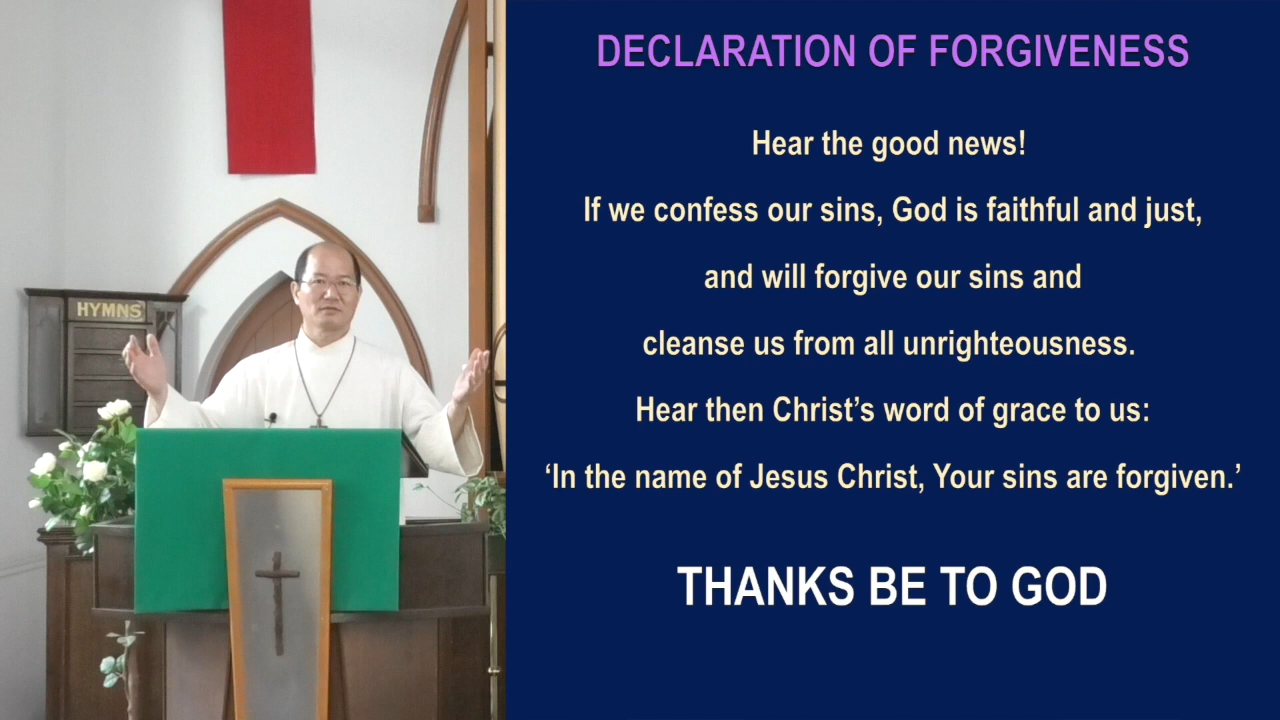 HYMNS
DECLARATION OF FORGIVENESS
Hear the good news!
If we confess our sins, God is faithful and just,
and will forgive our sins and
cleanse us from all unrighteousness.
Hear then Christ’s word of grace to us:
‘In the name of Jesus Christ, Your sins are forgiven.’
THANKS BE TO GOD